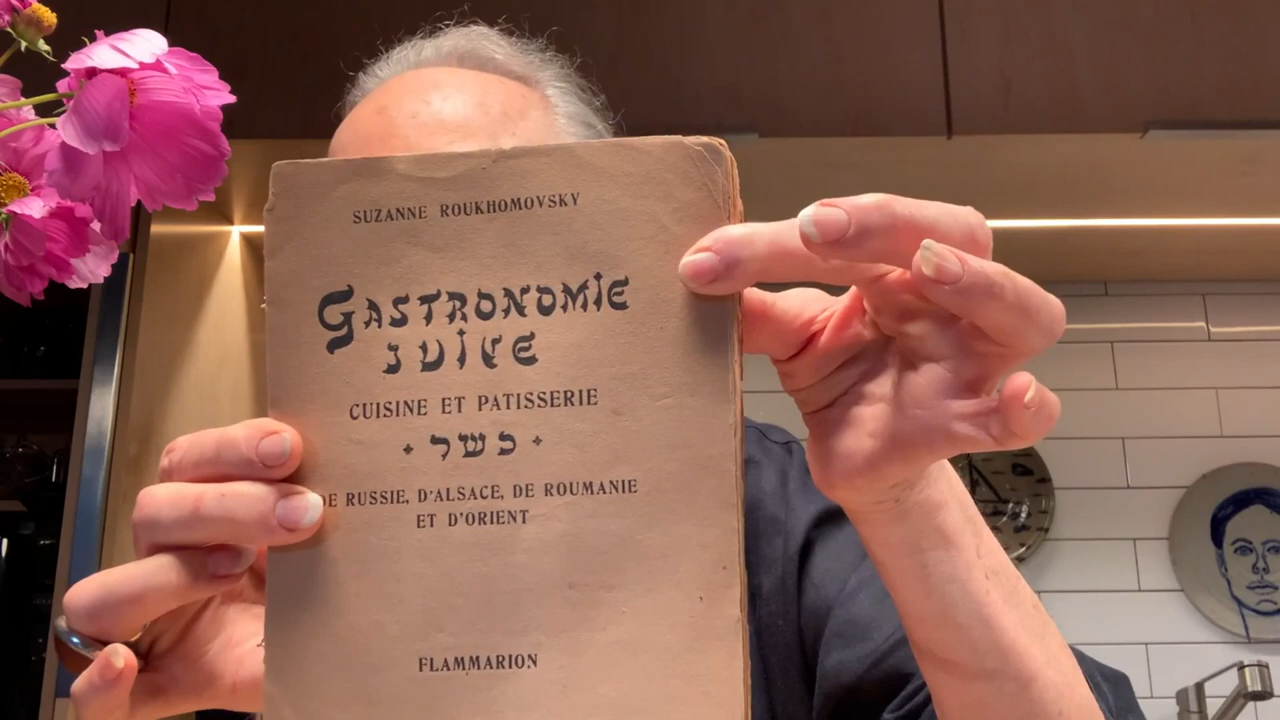 SUZANNE ROUKHOMOVSKY
GASTRONOMIE
JUIVE
CUISINE ET PATISSERIE
כשר
DE RUSSIE, D'ALSACE, DE ROUMANIE
ET D'ORIENT
FLAMMARION